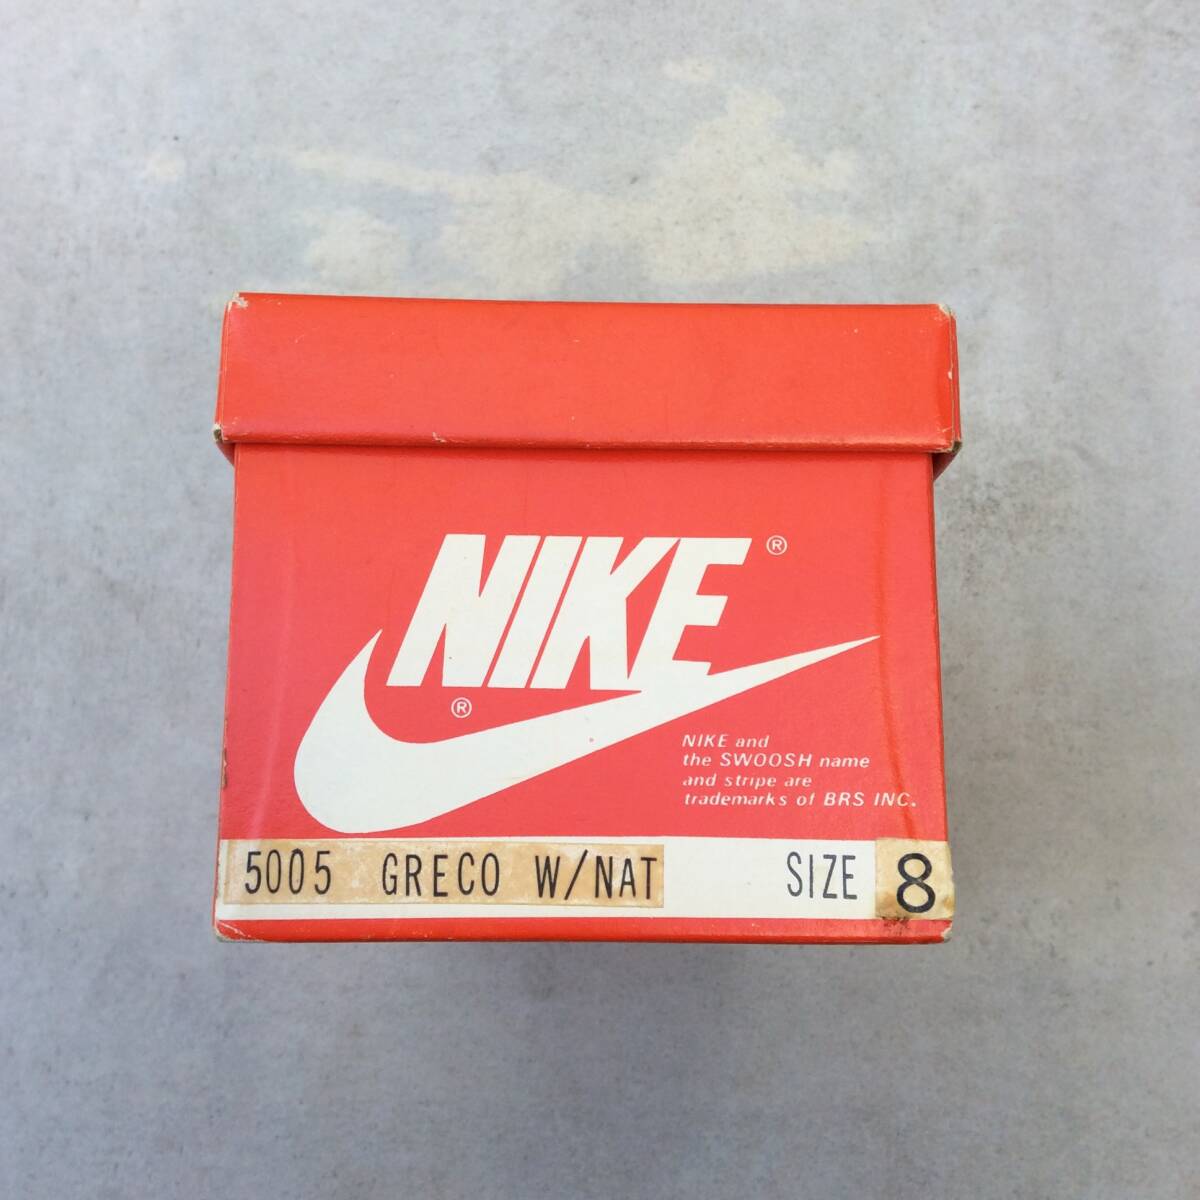 NIKE ®
®
NIKE and
the SWOOSH name
and stripe are
trademarks of BRS INC.
5005 GRECO W/NAT SIZE 8